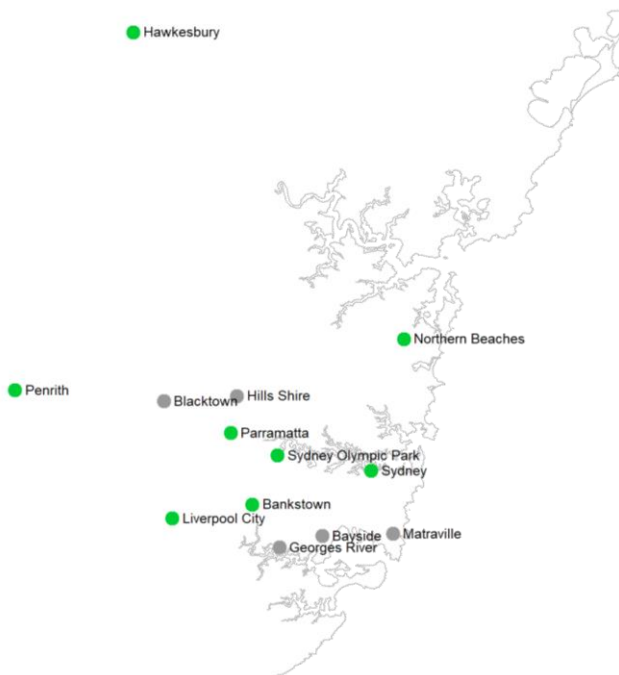 Hawkesbury
Northern Beaches
Penrith
Hills Shire
Blacktown
Parramatta
Sydney Olympic Park
Sydney
Bankstown
Liverpool City
Matraville
Bayside
Georges River